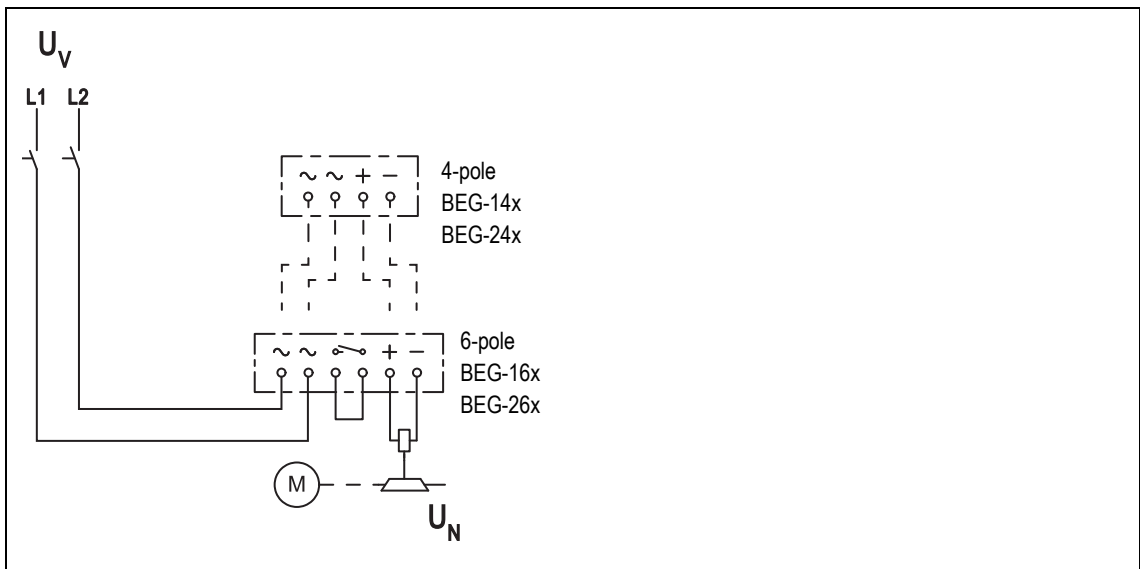 U_V
L1 L2
~ ~ + −
4-pole
BEG-14x
BEG-24x
~ ~ + −
6-pole
BEG-16x
BEG-26x
M
U_N